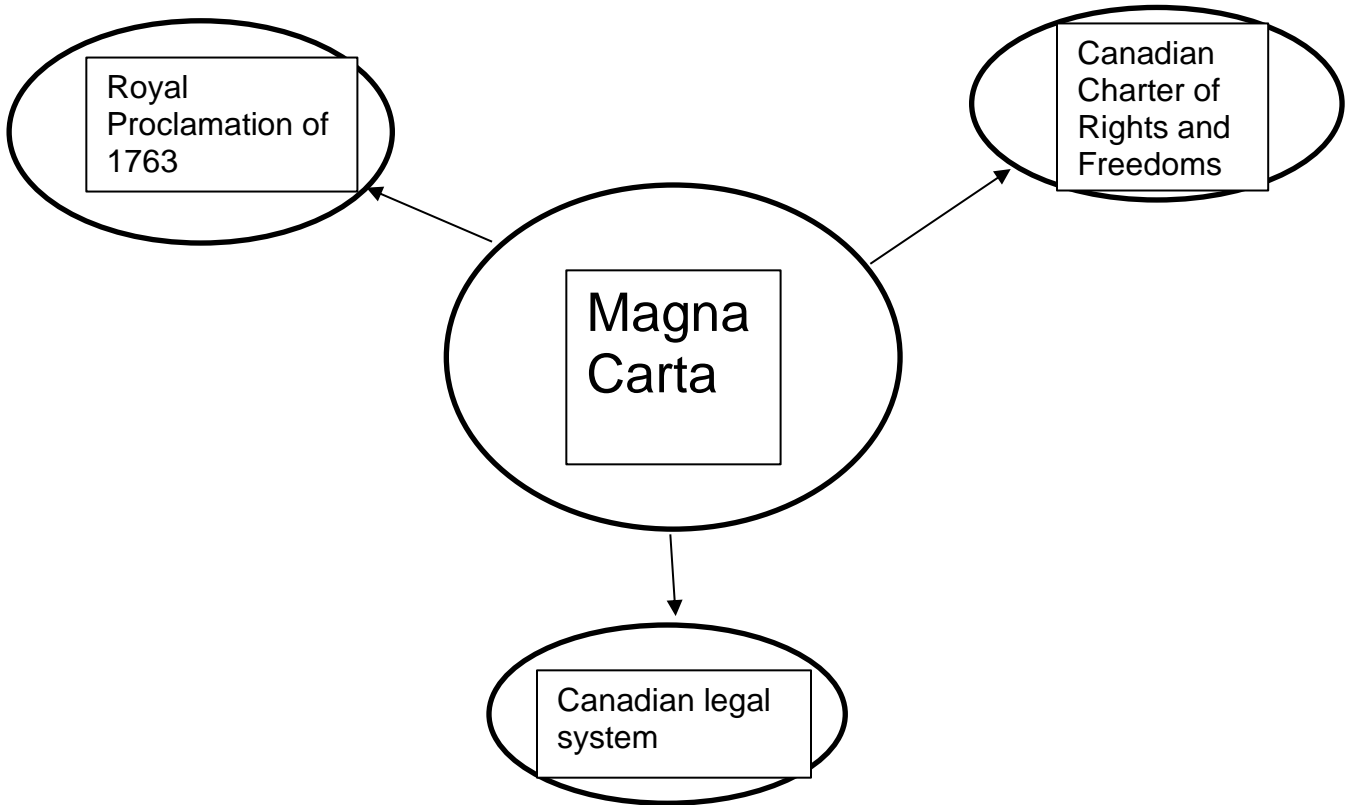 Royal
Proclamation of
1763
Canadian
Charter of
Rights and
Freedoms
Magna
Carta
Canadian legal
system